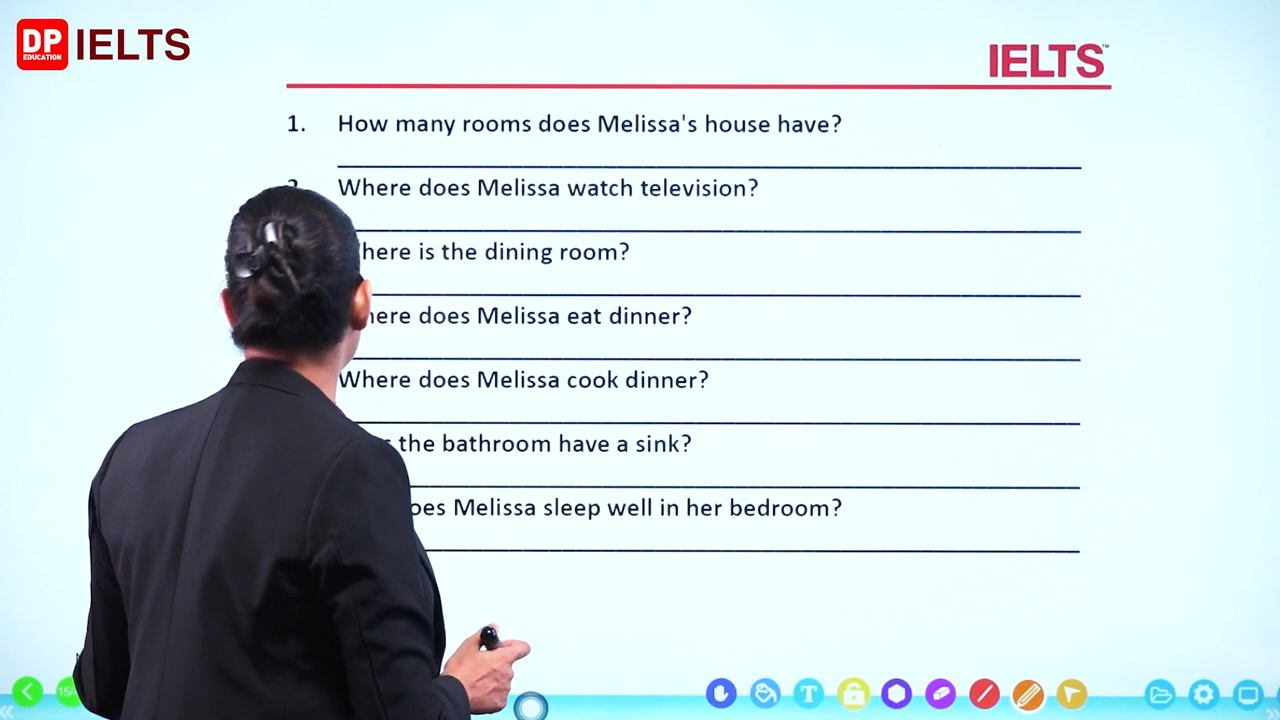 DP IELTS
EDUCATION
IELTS™
1. How many rooms does Melissa's house have?
Where does Melissa watch television?
here is the dining room?
here does Melissa eat dinner?
Where does Melissa cook dinner?
the bathroom have a sink?
oes Melissa sleep well in her bedroom?